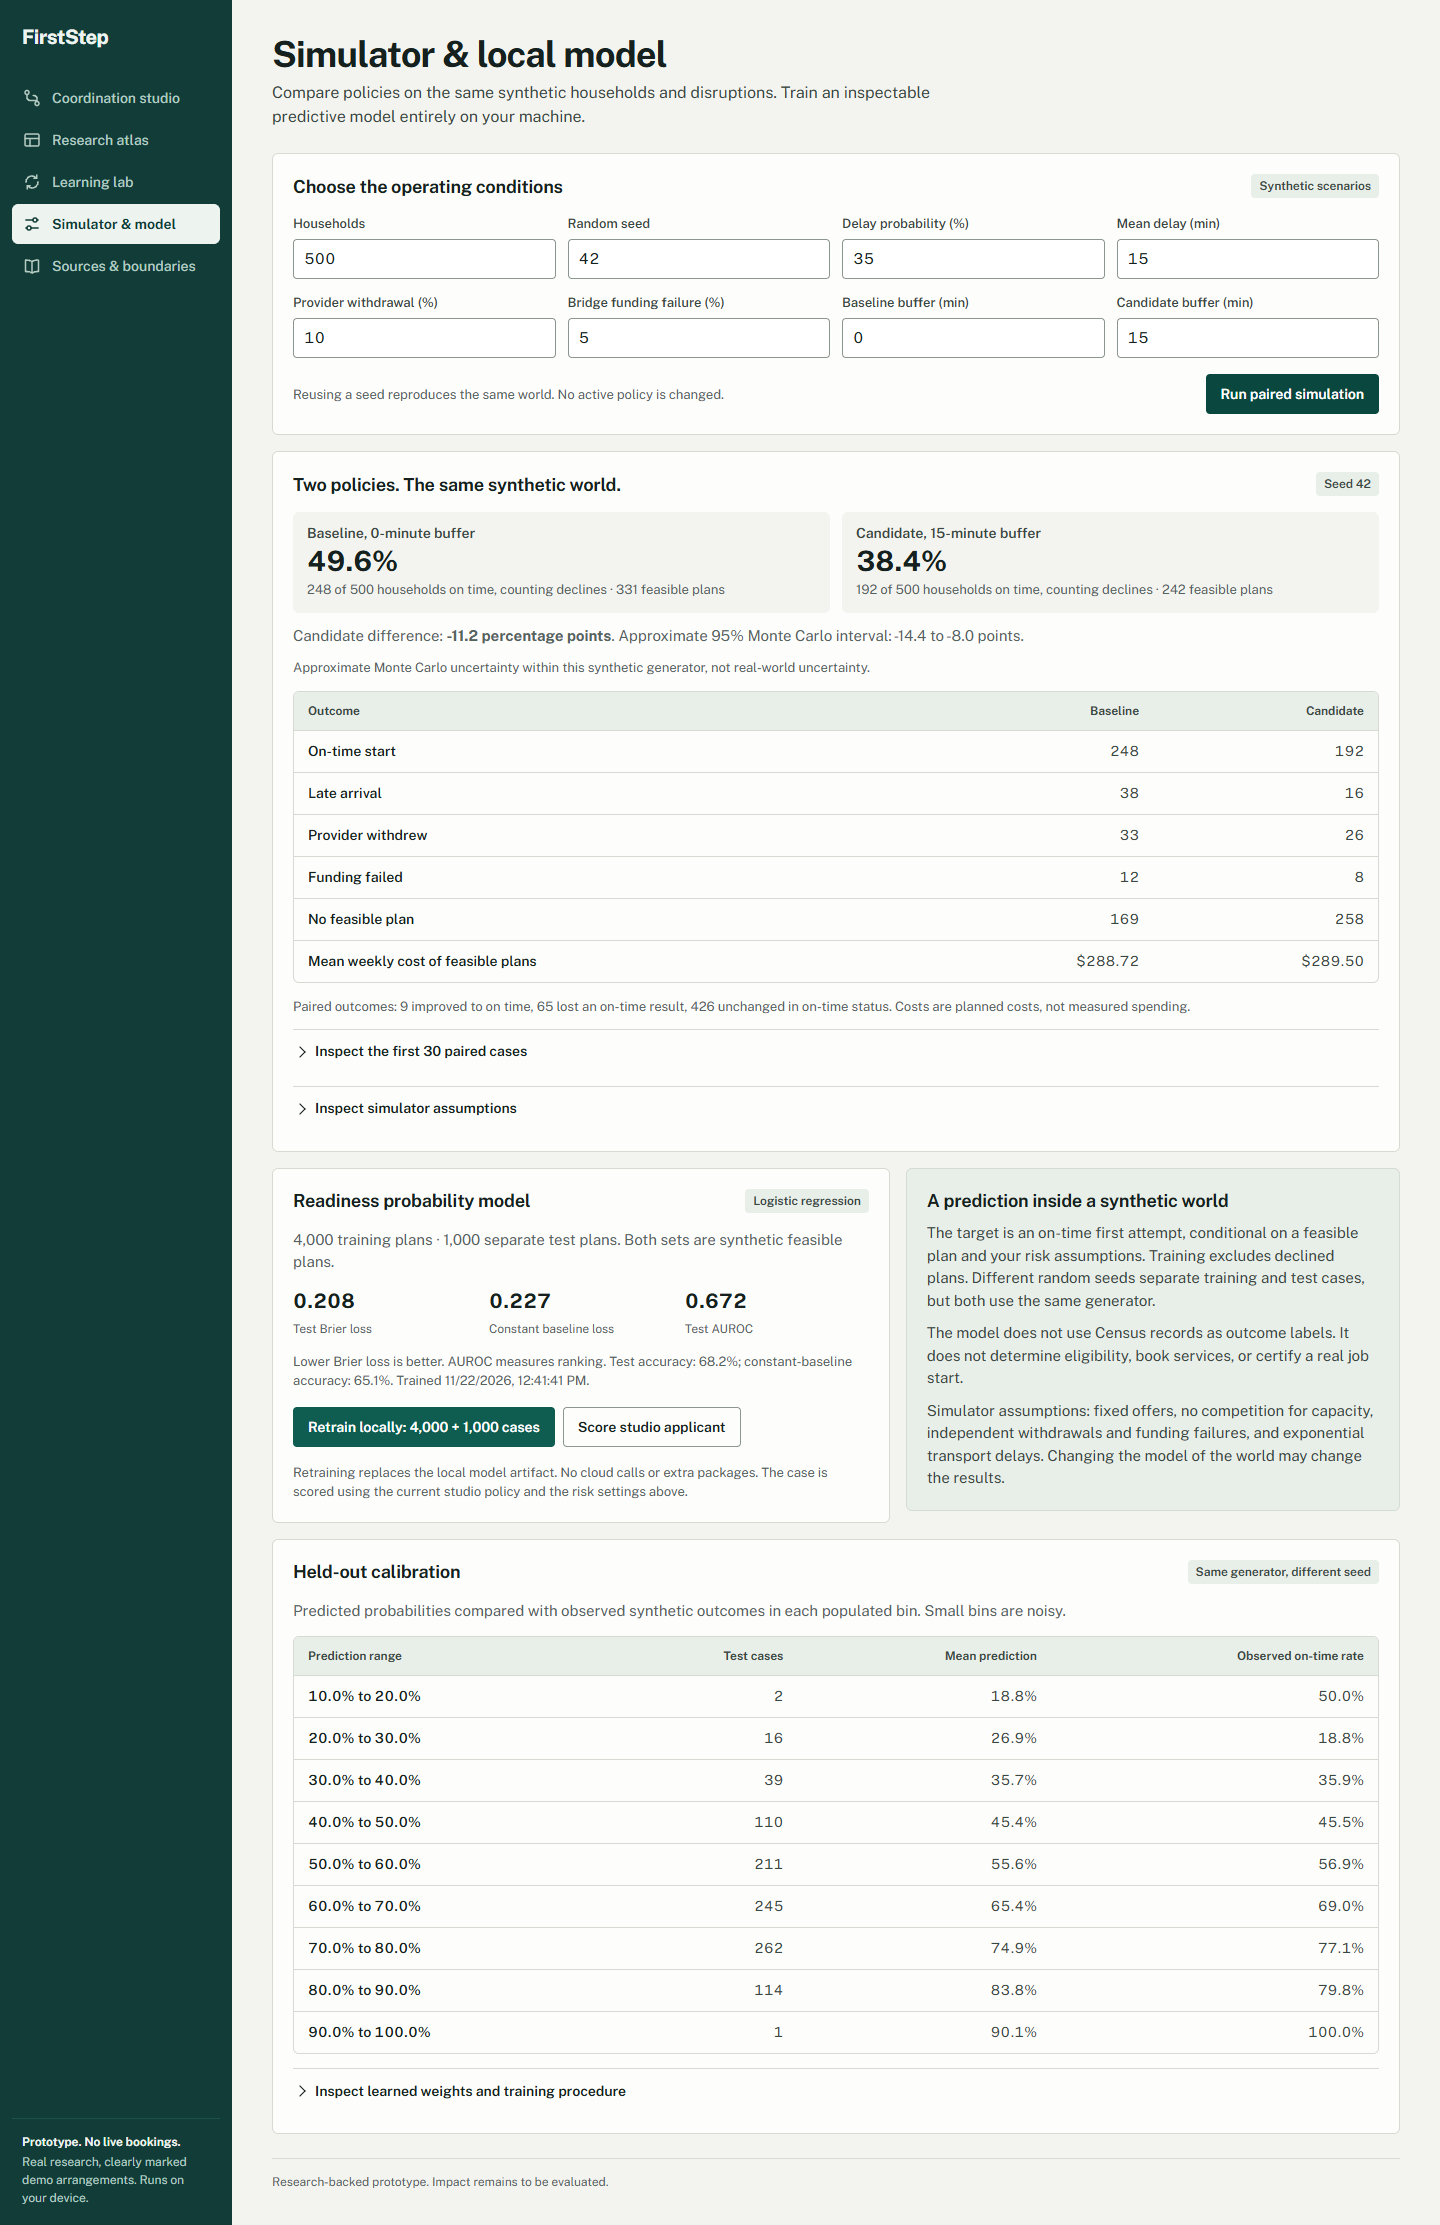 FirstStep
Coordination studio
Research atlas
Learning lab
Simulator & model
Sources & boundaries
Prototype. No live bookings.
Real research, clearly marked
demo arrangements. Runs on
your device.
Simulator & local model
Compare policies on the same synthetic households and disruptions. Train an inspectable
predictive model entirely on your machine.
Choose the operating conditions
Synthetic scenarios
Households
Random seed
Delay probability (%)
Mean delay (min)
500
42
35
15
Provider withdrawal (%)
Bridge funding failure (%)
Baseline buffer (min)
Candidate buffer (min)
10
5
0
15
Reusing a seed reproduces the same world. No active policy is changed.
Run paired simulation
Two policies. The same synthetic world.
Seed 42
Baseline, 0-minute buffer
49.6%
248 of 500 households on time, counting declines · 331 feasible plans
Candidate, 15-minute buffer
38.4%
192 of 500 households on time, counting declines · 242 feasible plans
Candidate difference: -11.2 percentage points. Approximate 95% Monte Carlo interval: -14.4 to -8.0 points.
Approximate Monte Carlo uncertainty within this synthetic generator, not real-world uncertainty.
Outcome Baseline Candidate
On-time start 248 192
Late arrival 38 16
Provider withdrew 33 26
Funding failed 12 8
No feasible plan 169 258
Mean weekly cost of feasible plans $288.72 $289.50
Paired outcomes: 9 improved to on time, 65 lost an on-time result, 426 unchanged in on-time status. Costs are planned costs, not measured spending.
Inspect the first 30 paired cases
Inspect simulator assumptions
Readiness probability model
Logistic regression
4,000 training plans · 1,000 separate test plans. Both sets are synthetic feasible
plans.
0.208
Test Brier loss
0.227
Constant baseline loss
0.672
Test AUROC
Lower Brier loss is better. AUROC measures ranking. Test accuracy: 68.2%; constant-baseline
accuracy: 65.1%. Trained 11/22/2026, 12:41:41 PM.
Retrain locally: 4,000 + 1,000 cases
Score studio applicant
Retraining replaces the local model artifact. No cloud calls or extra packages. The case is
scored using the current studio policy and the risk settings above.
A prediction inside a synthetic world
The target is an on-time first attempt, conditional on a feasible
plan and your risk assumptions. Training excludes declined
plans. Different random seeds separate training and test cases,
but both use the same generator.
The model does not use Census records as outcome labels. It
does not determine eligibility, book services, or certify a real job
start.
Simulator assumptions: fixed offers, no competition for capacity,
independent withdrawals and funding failures, and exponential
transport delays. Changing the model of the world may change
the results.
Held-out calibration
Same generator, different seed
Predicted probabilities compared with observed synthetic outcomes in each populated bin. Small bins are noisy.
Prediction range Test cases Mean prediction Observed on-time rate
10.0% to 20.0% 2 18.8% 50.0%
20.0% to 30.0% 16 26.9% 18.8%
30.0% to 40.0% 39 35.7% 35.9%
40.0% to 50.0% 110 45.4% 45.5%
50.0% to 60.0% 211 55.6% 56.9%
60.0% to 70.0% 245 65.4% 69.0%
70.0% to 80.0% 262 74.9% 77.1%
80.0% to 90.0% 114 83.8% 79.8%
90.0% to 100.0% 1 90.1% 100.0%
Inspect learned weights and training procedure
Research-backed prototype. Impact remains to be evaluated.